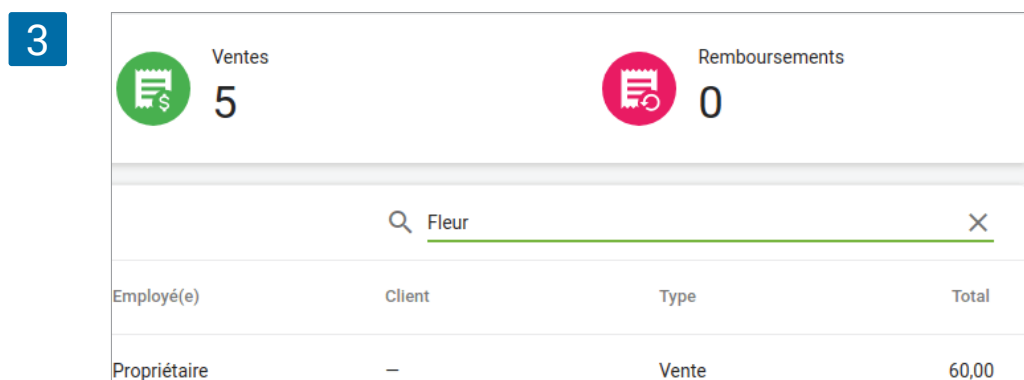 3
Ventes
5
Remboursements
0
Fleur
Employé(e) Client Type Total
Propriétaire – Vente 60,00